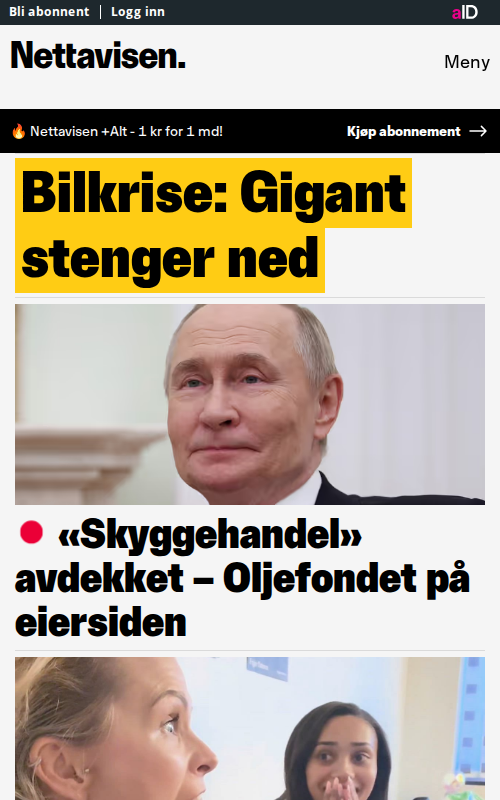 Bli abonnent | Logg inn
aID
Nettavisen.
Meny
🔥 Nettavisen +Alt - 1 kr for 1 md!
Kjøp abonnement →
Bilkrise: Gigant
stenger ned
«Skyggehandel»
avdekket – Oljefondet på
eiersiden